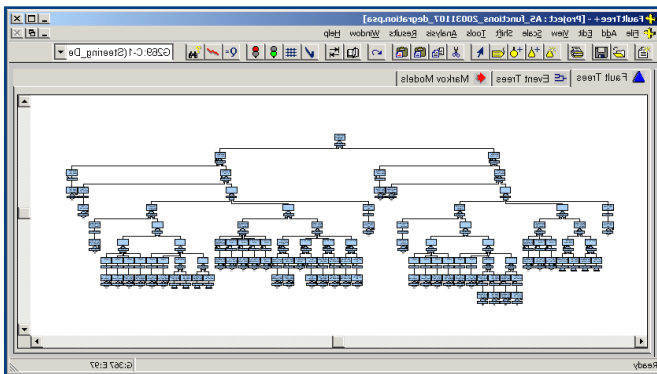 FaultTree+ - [Project : AS_functions_20031107_degration.psa]
File Add Edit View Scale Shift Tools Analysis Results Window Help
G269:C-1(Steering_De
Fault Trees Event Trees Markov Models
Ready G:367 E:97